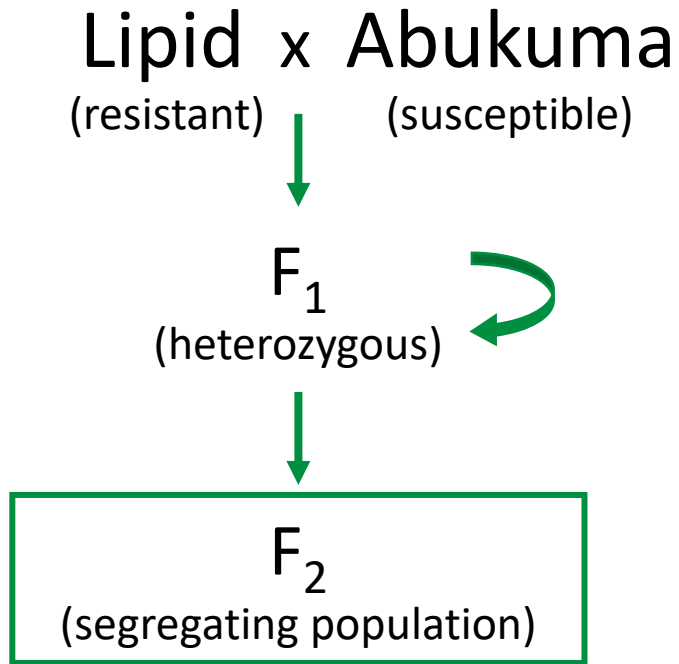 Lipid x Abukuma
(resistant) (susceptible)
F₁
(heterozygous)
F₂
(segregating population)